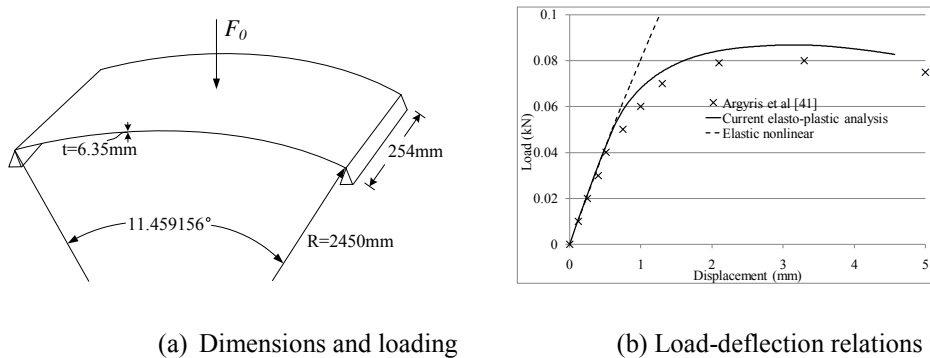 F0
t=6.35mm
254mm
11.459156°
R=2450mm
(a) Dimensions and loading
0.1
0.08
0.06
0.04
0.02
0
Load (kN)
× Argyris et al [41]
Current elasto-plastic analysis
Elastic nonlinear
0 1 2 3 4 5
Displacement (mm)
(b) Load-deflection relations